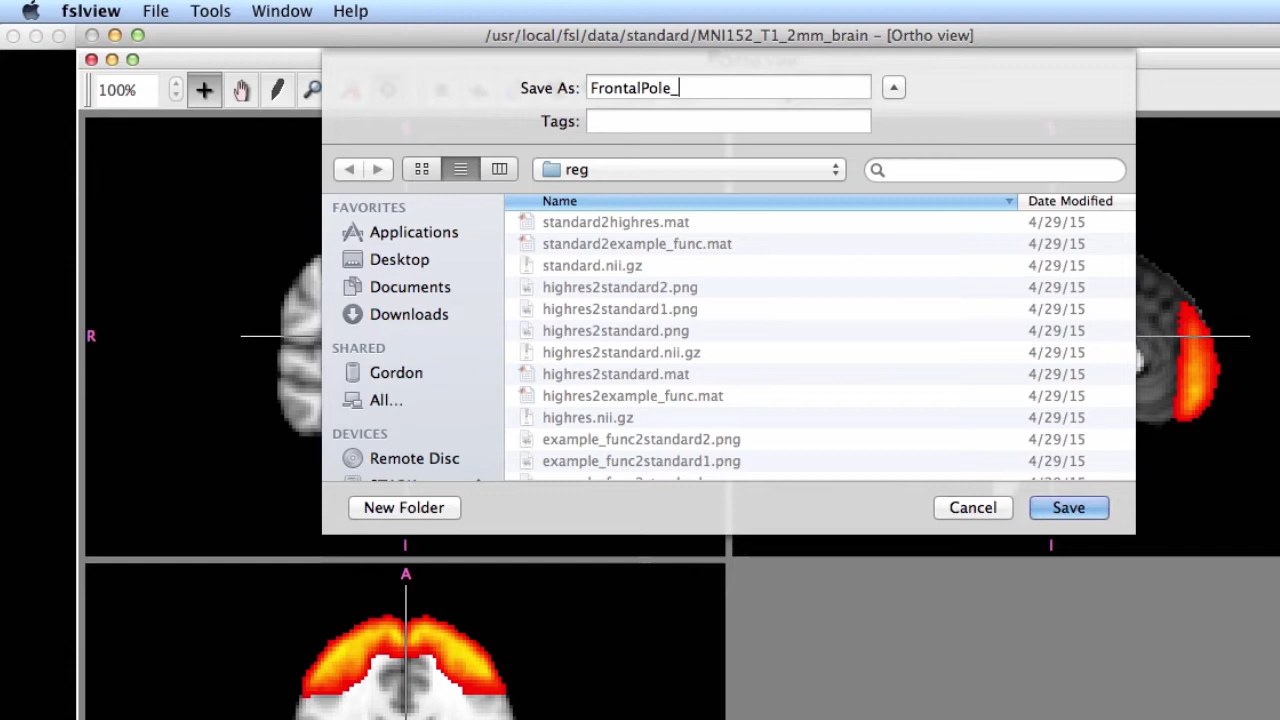 fslview File Tools Window Help
/usr/local/fsl/data/standard/MNI152_T1_2mm_brain – [Ortho view]
100%
Save As: FrontalPole_
Tags:
reg
FAVORITES
Applications
Desktop
Documents
Downloads
SHARED
Gordon
All...
DEVICES
Remote Disc
Name Date Modified
standard2highres.mat 4/29/15
standard2example_func.mat 4/29/15
standard.nii.gz 4/29/15
highres2standard2.png 4/29/15
highres2standard1.png 4/29/15
highres2standard.png 4/29/15
highres2standard.nii.gz 4/29/15
highres2standard.mat 4/29/15
highres2example_func.mat 4/29/15
highres.nii.gz 4/29/15
example_func2standard2.png 4/29/15
example_func2standard1.png 4/29/15
New Folder Cancel Save
R
I I
A